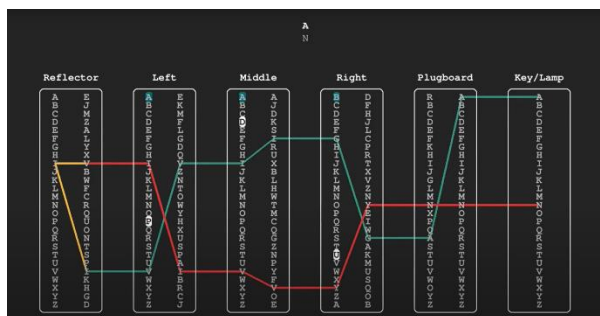 A
N
Reflector Left Middle Right Plugboard Key/Lamp
A E A E A A B D R A A
B J B K B J C F B B B
C M C M C D D H C C C
D Z D F D K E J D D D
E A E L E S F L E E E
F L F G F I G C F F F
G Y G D G R H P K G G
H X H Q H U I R H H H
I V I V I X J T I I I
J B J Z J B K X J J J
K W K N K L L V G K K
L F L T L H M Z L L L
M C M O M W N N M M M
N R N W N T O Y N N N
O Q O Y O M P E X O O
P U P H P C Q I P P P
Q O Q X Q Q R W Q Q Q
R N R U R G S G A R R
S T S S S Z T A S S S
T S T P T N U K T T T
U P U A U P V M U U U
V I V I V Y W U V V V
W K W B W F X S W W W
X H X R X V Y Q O X X
Y G Y C Y O Z O Y Y Y
Z D Z J Z E A B Z Z Z